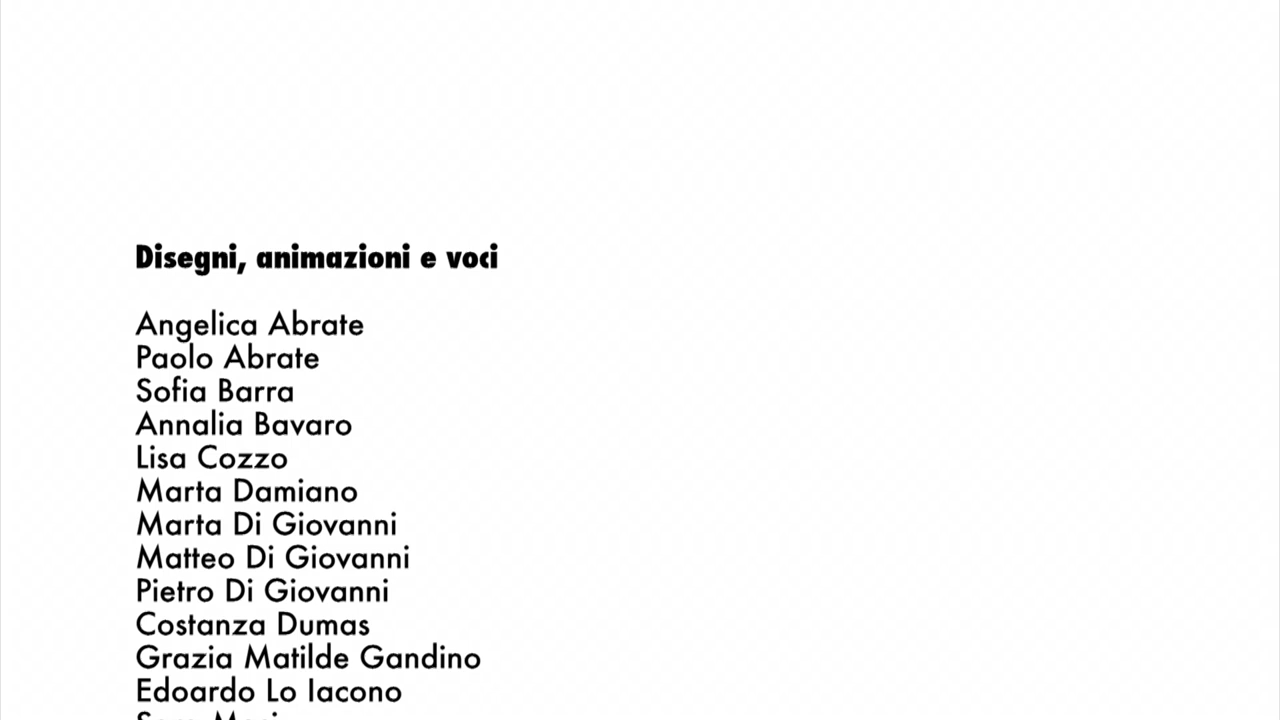 Disegni, animazioni e voci
Angelica Abrate
Paolo Abrate
Sofia Barra
Annalia Bavaro
Lisa Cozzo
Marta Damiano
Marta Di Giovanni
Matteo Di Giovanni
Pietro Di Giovanni
Costanza Dumas
Grazia Matilde Gandino
Edoardo Lo Iacono